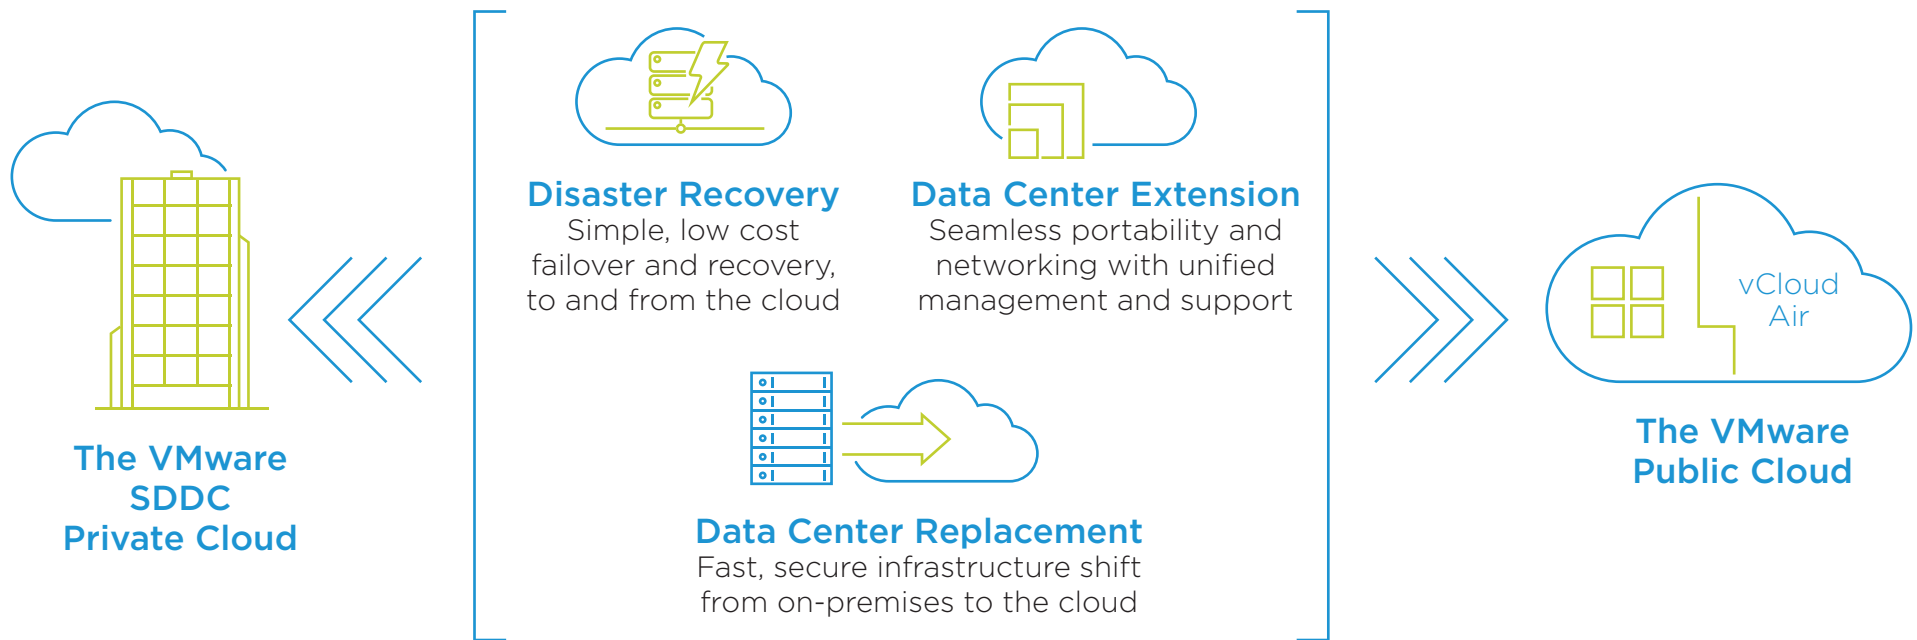 Disaster Recovery
Simple, low cost
failover and recovery,
to and from the cloud
Data Center Extension
Seamless portability and
networking with unified
management and support
vCloud
Air
The VMware
SDDC
Private Cloud
The VMware
Public Cloud
Data Center Replacement
Fast, secure infrastructure shift
from on-premises to the cloud